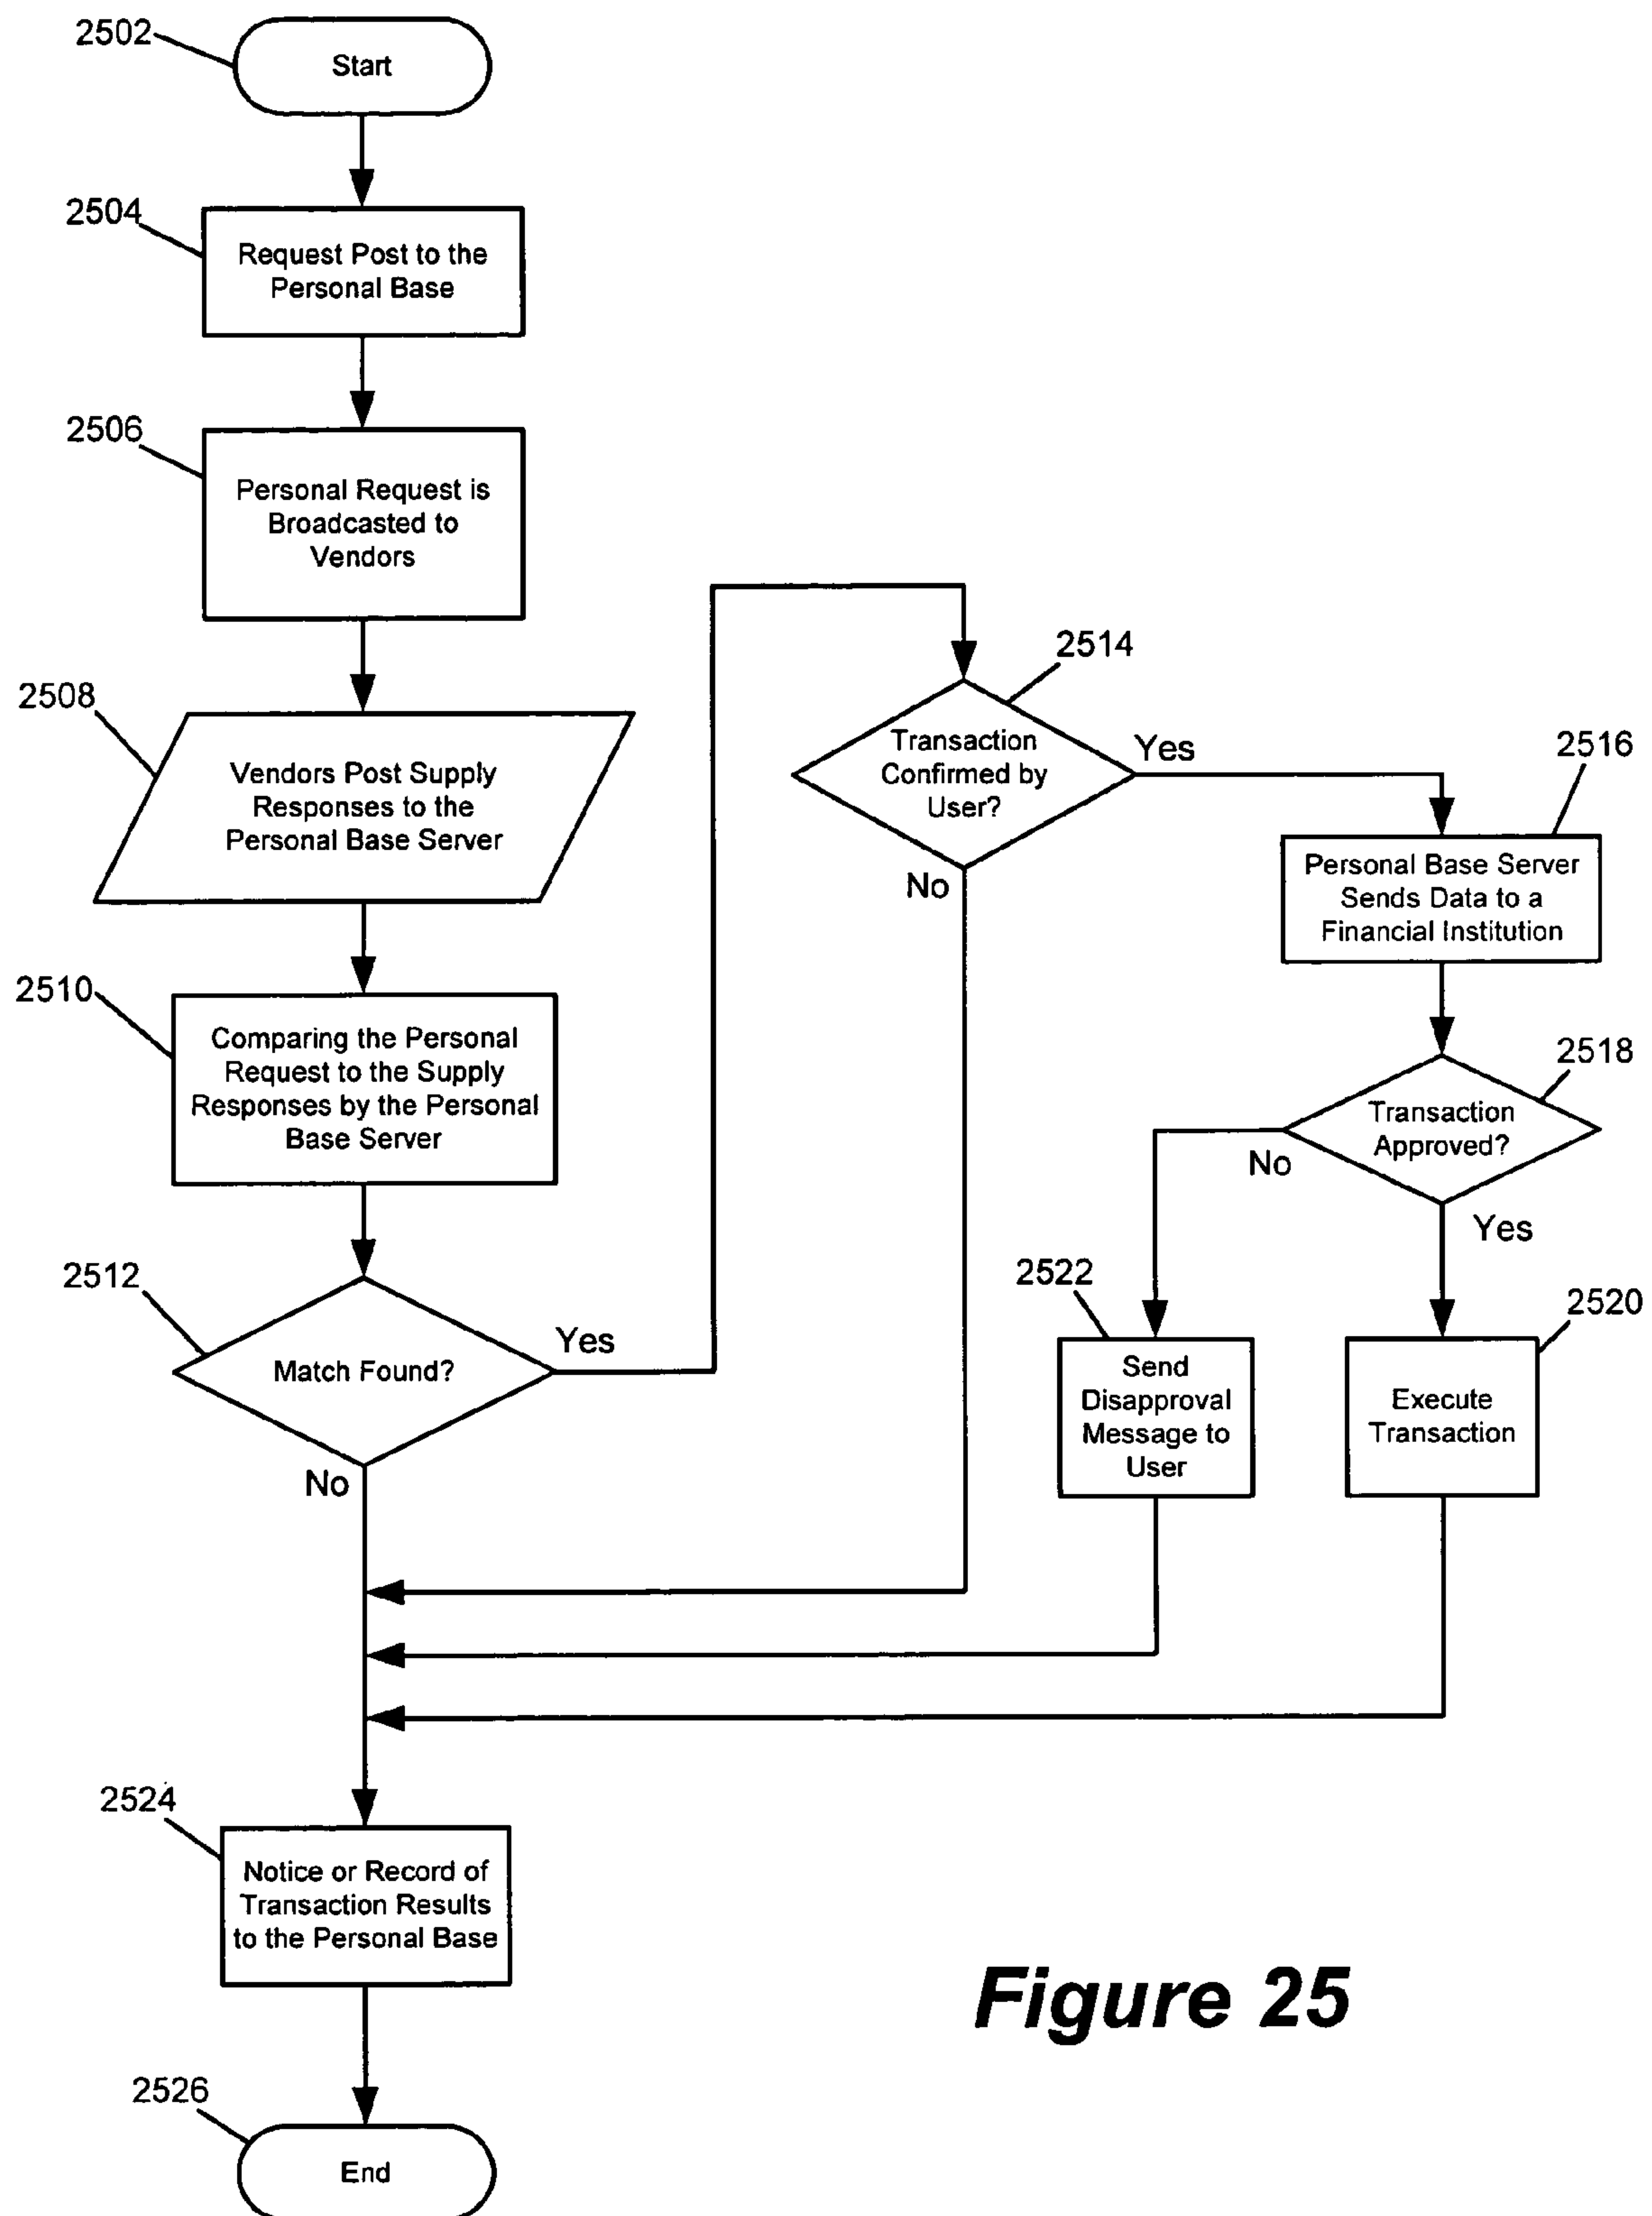 2502
Start
2504
Request Post to the
Personal Base
2506
Personal Request is
Broadcasted to
Vendors
2508
Vendors Post Supply
Responses to the
Personal Base Server
2510
Comparing the Personal
Request to the Supply
Responses by the Personal
Base Server
2512
Match Found?
Yes
No
2514
Transaction
Confirmed by
User?
Yes
No
2516
Personal Base Server
Sends Data to a
Financial Institution
2518
Transaction
Approved?
No
Yes
2522
Send
Disapproval
Message to
User
2520
Execute
Transaction
2524
Notice or Record of
Transaction Results
to the Personal Base
2526
End
Figure 25